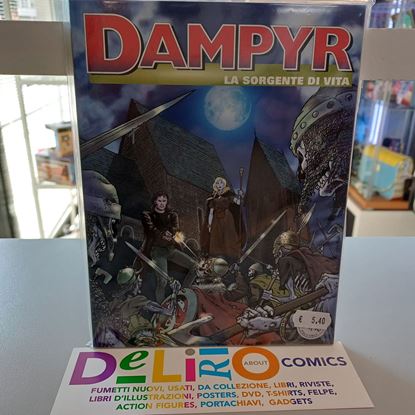 DAMPYR
LA SORGENTE DI VITA
€ 5,40
DeLiRiO ABOUT COMICS
FUMETTI NUOVI, USATI, DA COLLEZIONE, LIBRI, RIVISTE,
LIBRI D'ILLUSTRAZIONI, POSTERS, DVD, T-SHIRTS, FELPE,
ACTION FIGURES, PORTACHIAVI, GADGETS